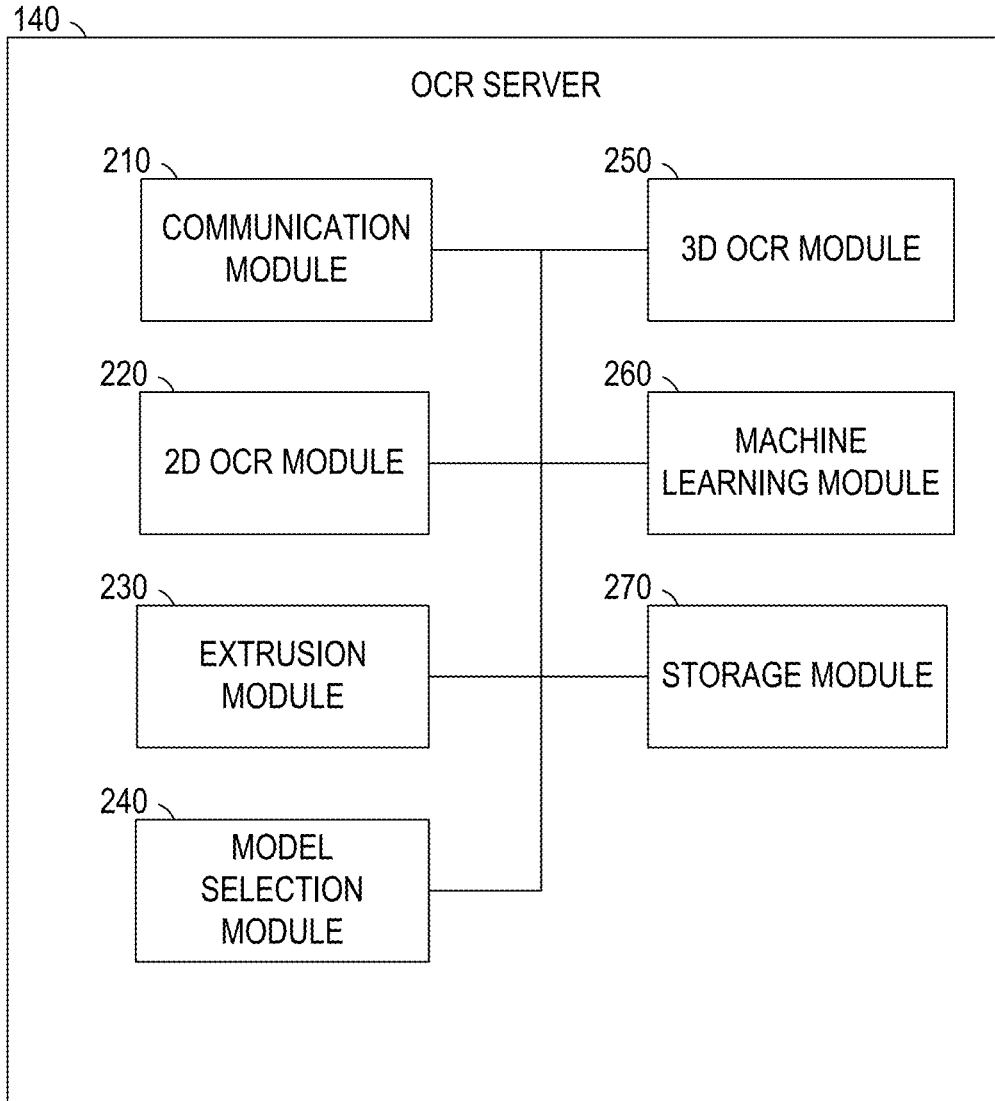 140
OCR SERVER
210
COMMUNICATION
MODULE
250
3D OCR MODULE
220
2D OCR MODULE
260
MACHINE
LEARNING MODULE
230
EXTRUSION
MODULE
270
STORAGE MODULE
240
MODEL
SELECTION
MODULE